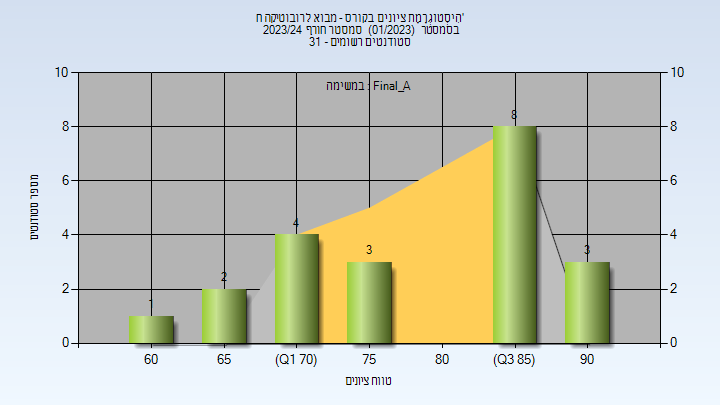 היסטוגרמת ציונים בקורס - מבוא לרובוטיקה ח'
בסמסטר (01/2023) סמסטר חורף 2023/24
סטודנטים רשומים - 31
במשימה : Final_A
10 10
8 8 8
6 6
מספר סטודנטים
4 4 4
3 3
2 2 2
1
0 0
60 65 (Q1 70) 75 80 (Q3 85) 90
טווח ציונים